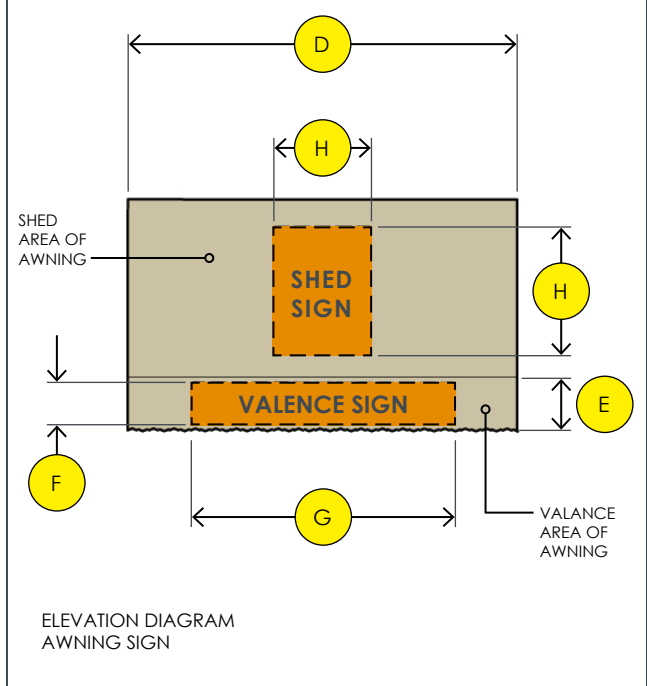 D
H
SHED
AREA OF
AWNING
SHED
SIGN
H
VALENCE SIGN
E
F
G
VALANCE
AREA OF
AWNING
ELEVATION DIAGRAM
AWNING SIGN